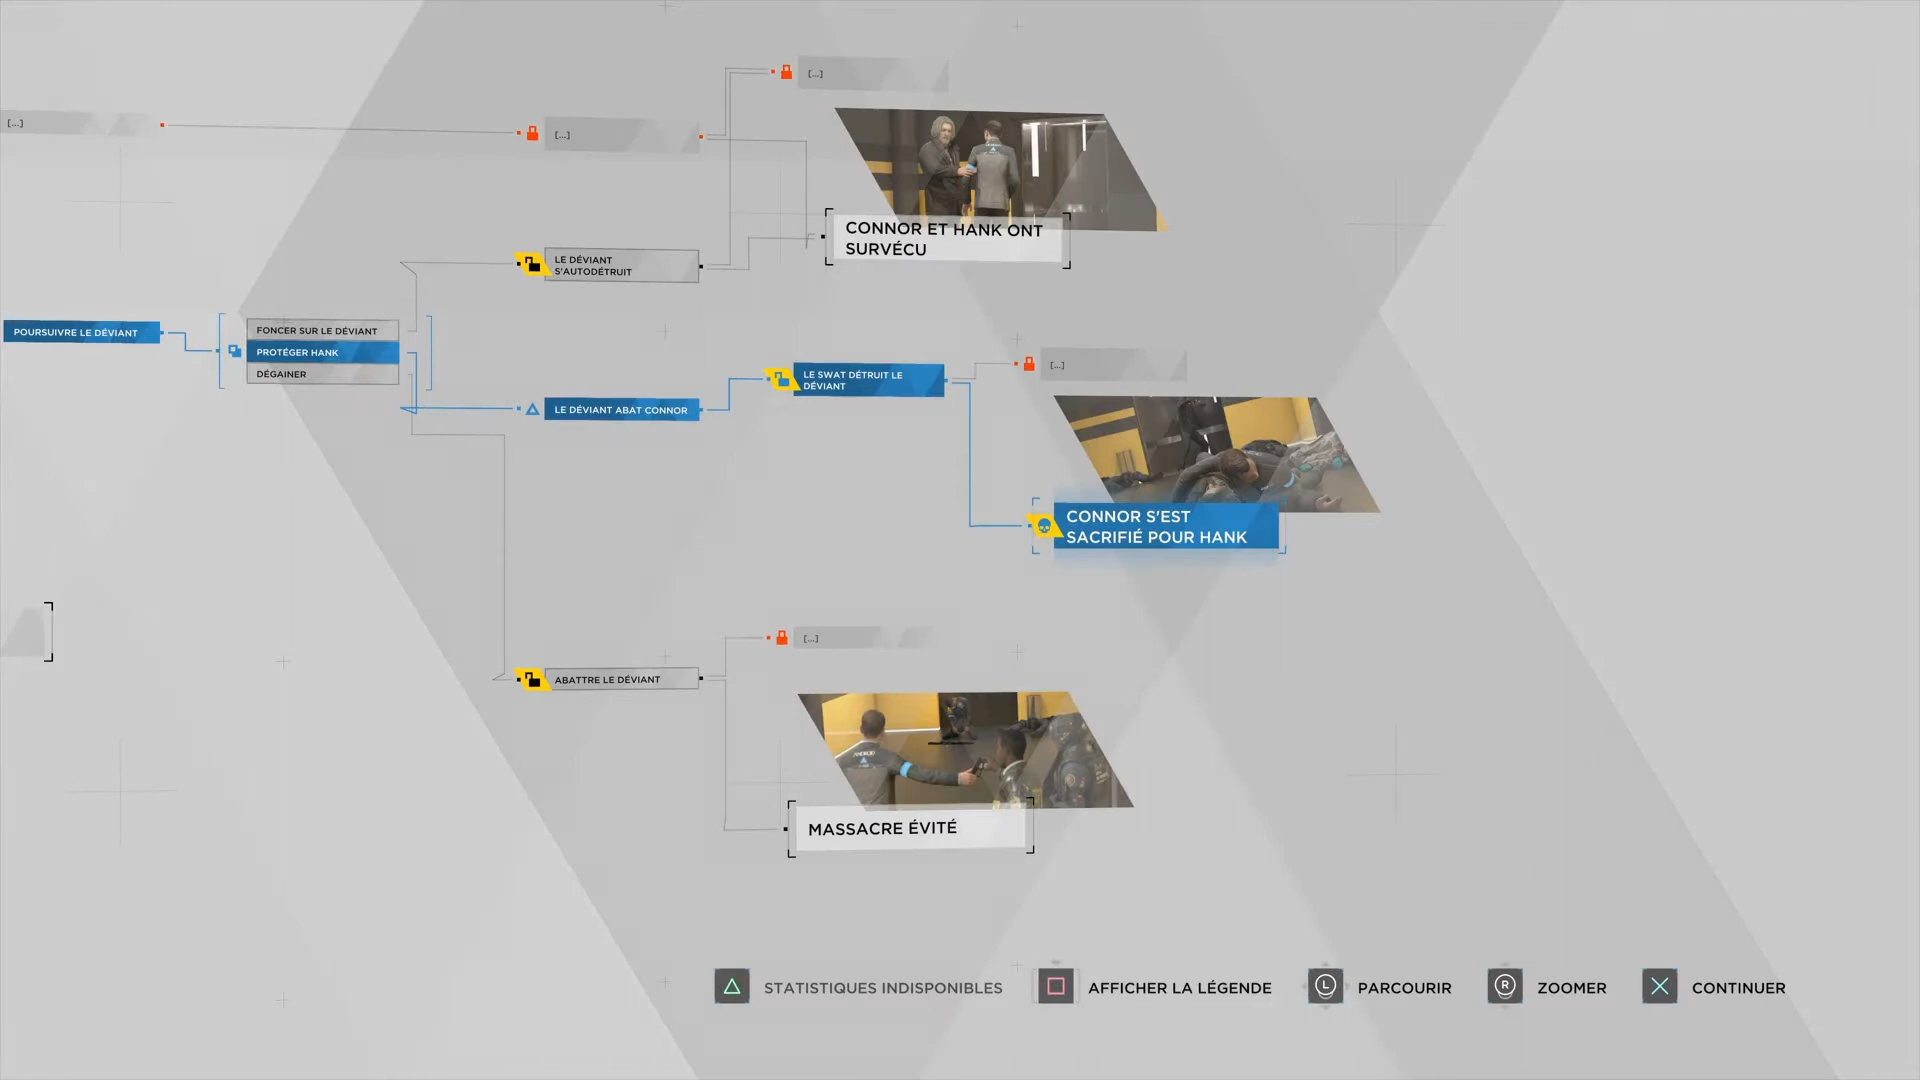 [...]
[...]
[...]
CONNOR ET HANK ONT
SURVÉCU
LE DÉVIANT
S'AUTODÉTRUIT
POURSUIVRE LE DÉVIANT
FONCER SUR LE DÉVIANT
PROTÉGER HANK
DÉGAINER
LE SWAT DÉTRUIT LE
DÉVIANT
[...]
LE DÉVIANT ABAT CONNOR
CONNOR S'EST
SACRIFIÉ POUR HANK
[...]
ABATTRE LE DÉVIANT
ANDROID
MASSACRE ÉVITÉ
STATISTIQUES INDISPONIBLES
AFFICHER LA LÉGENDE
L
PARCOURIR
R
ZOOMER
CONTINUER